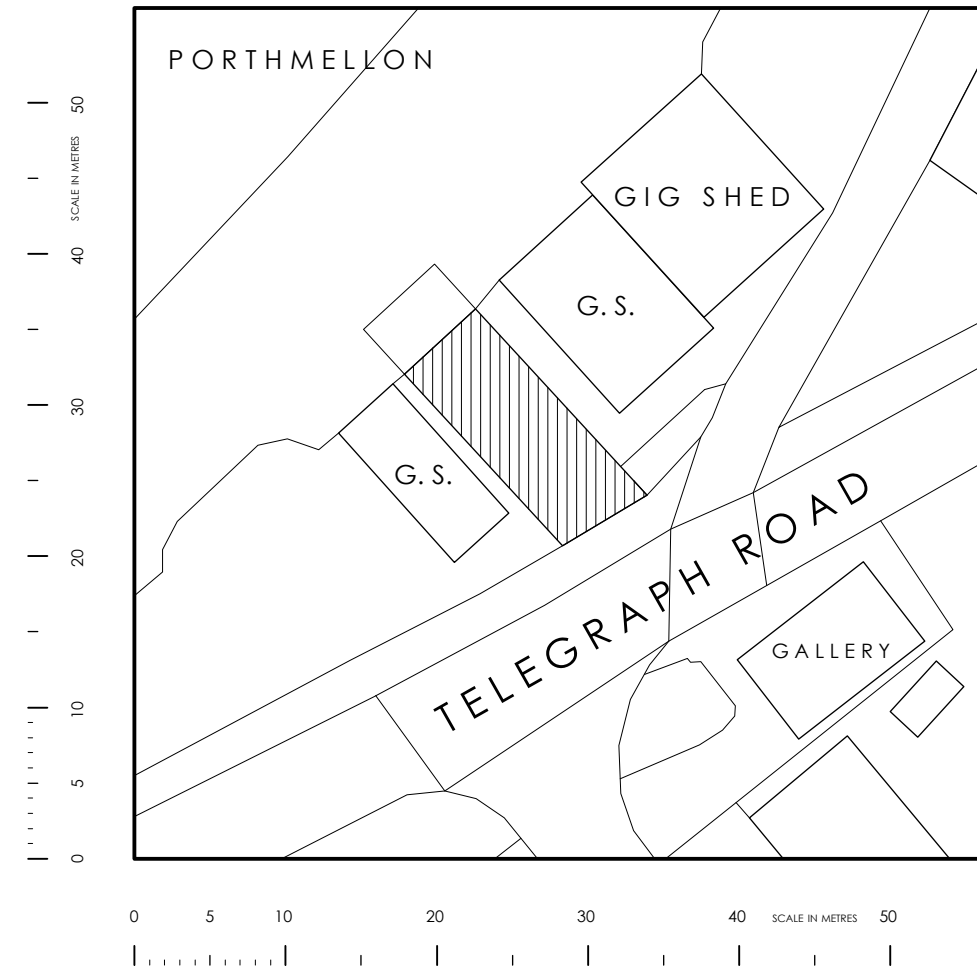 PORTHMELLON
GIG SHED
G. S.
G. S.
TELEGRAPH ROAD
GALLERY
50
SCALE IN METRES
40
30
20
10
5
0
0 5 10 20 30 40 SCALE IN METRES 50